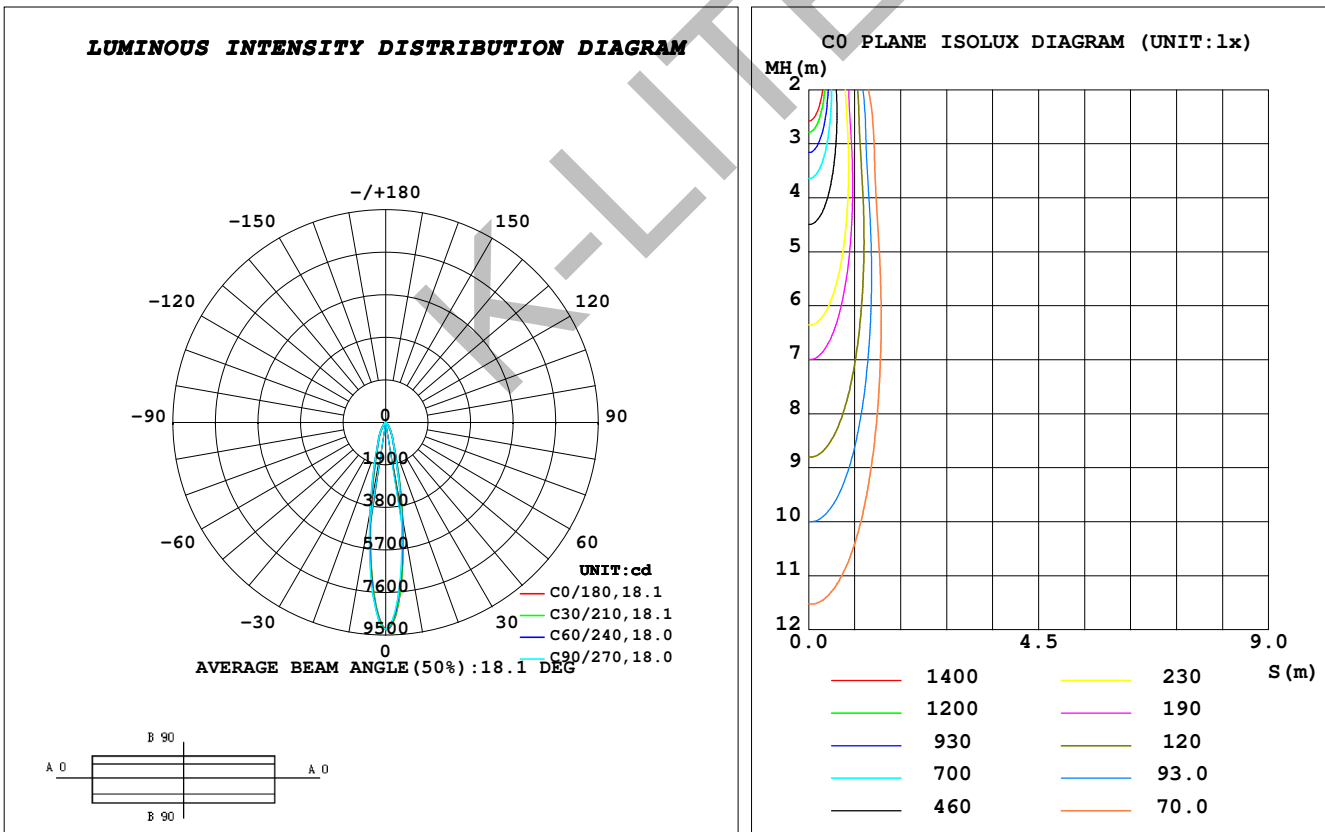 LUMINOUS INTENSITY DISTRIBUTION DIAGRAM
-/+180
-150
150
-120
120
-90
90
-60
60
-30
30
0
0
1900
3800
5700
7600
9500
UNIT:cd
C0/180,18.1
C30/210,18.1
C60/240,18.0
C90/270,18.0
AVERAGE BEAM ANGLE(50%):18.1 DEG
B 90
A 0
A 0
B 90
K-LITE
C0 PLANE ISOLUX DIAGRAM (UNIT:lx)
MH(m)
2
3
4
5
6
7
8
9
10
11
12
0.0
4.5
9.0
S(m)
1400
230
1200
190
930
120
700
93.0
460
70.0